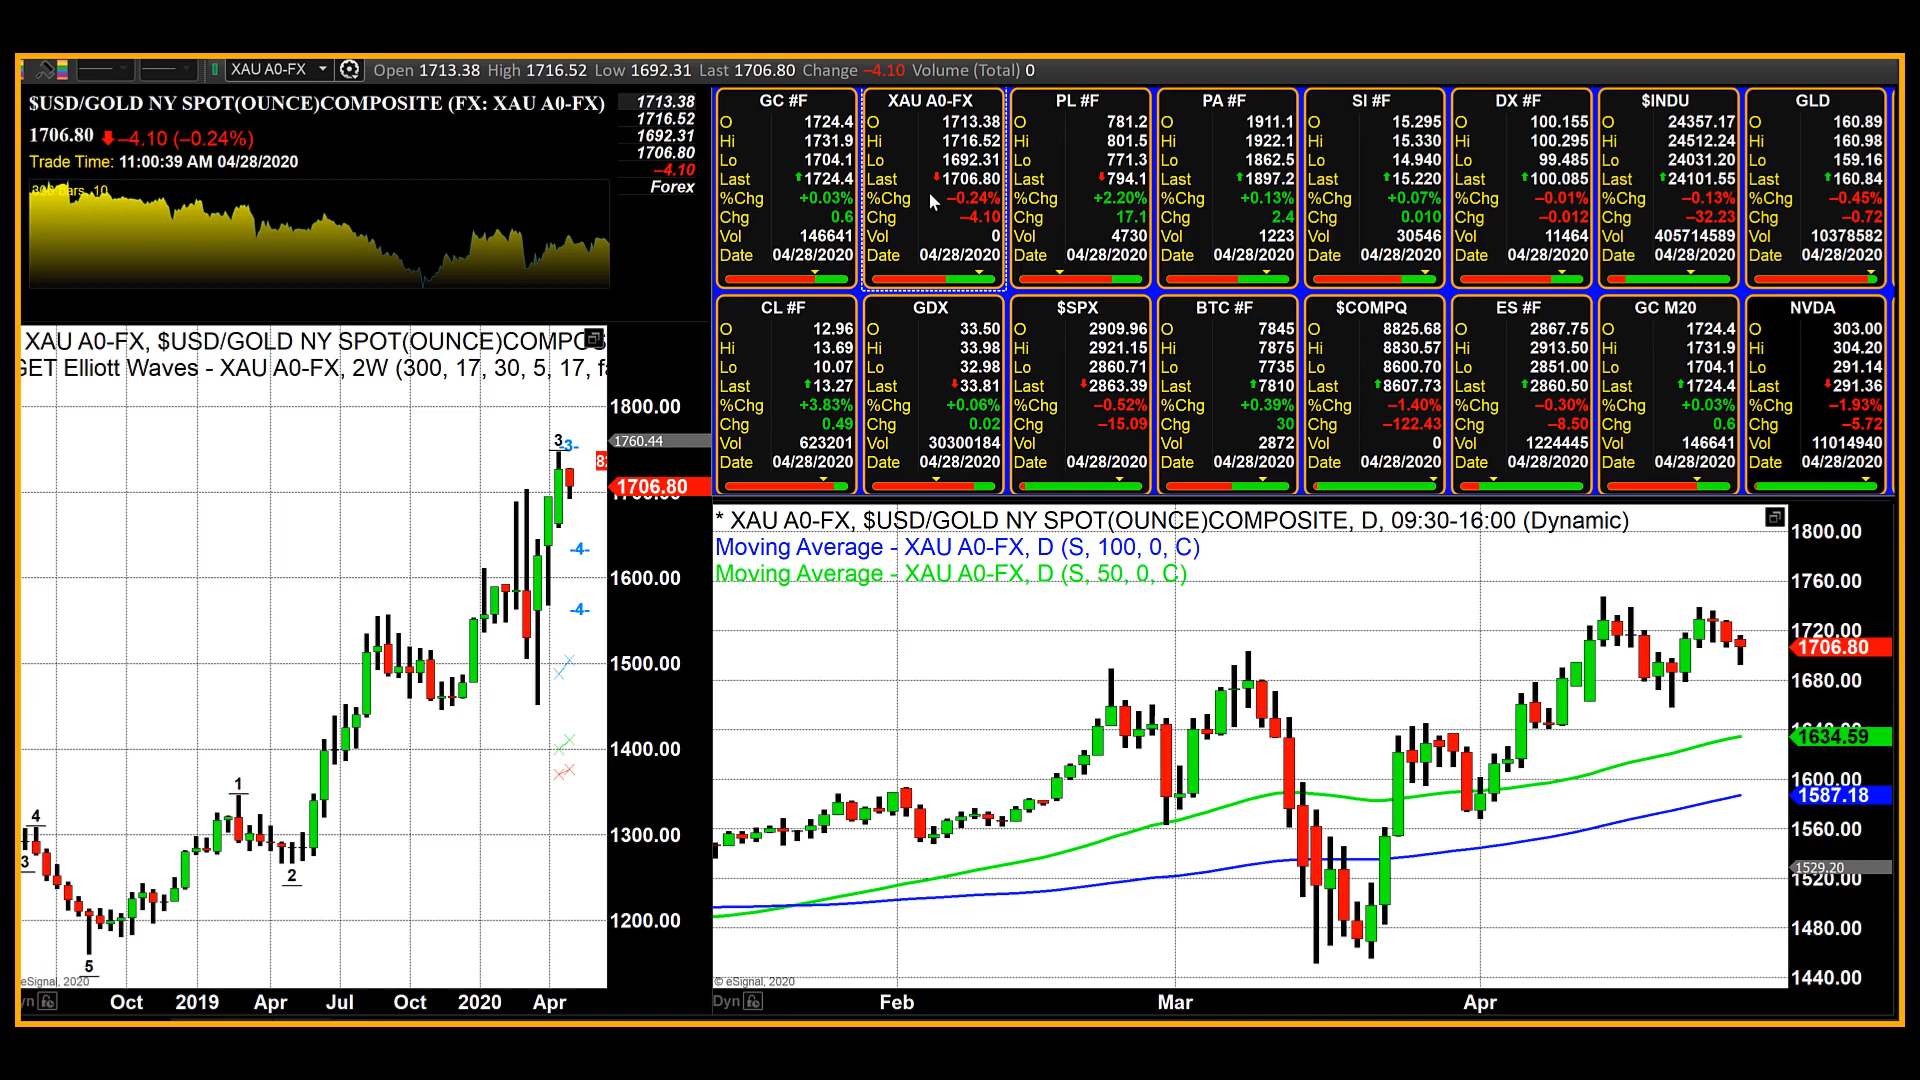 XAU A0-FX Open 1713.38 High 1716.52 Low 1692.31 Last 1706.80 Change −4.10 Volume (Total) 0
$USD/GOLD NY SPOT(OUNCE)COMPOSITE (FX: XAU A0-FX)
1706.80 −4.10 (−0.24%)
Trade Time: 11:00:39 AM 04/28/2020
300 bars, 10
1713.38
1716.52
1692.31
1706.80
−4.10
Forex
GC #F
O 1724.4
Hi 1731.9
Lo 1704.1
Last 1724.4
%Chg +0.03%
Chg 0.6
Vol 146641
Date 04/28/2020
XAU A0-FX
O 1713.38
Hi 1716.52
Lo 1692.31
Last 1706.80
%Chg −0.24%
Chg −4.10
Vol 0
Date 04/28/2020
PL #F
O 781.2
Hi 801.5
Lo 771.3
Last 794.1
%Chg +2.20%
Chg 17.1
Vol 4730
Date 04/28/2020
PA #F
O 1911.1
Hi 1922.1
Lo 1862.5
Last 1897.2
%Chg +0.13%
Chg 2.4
Vol 1223
Date 04/28/2020
SI #F
O 15.295
Hi 15.330
Lo 14.940
Last 15.220
%Chg +0.07%
Chg 0.010
Vol 30546
Date 04/28/2020
DX #F
O 100.155
Hi 100.295
Lo 99.485
Last 100.085
%Chg −0.01%
Chg −0.012
Vol 11464
Date 04/28/2020
$INDU
O 24357.17
Hi 24512.24
Lo 24031.20
Last 24101.55
%Chg −0.13%
Chg −32.23
Vol 405714589
Date 04/28/2020
GLD
O 160.89
Hi 160.98
Lo 159.16
Last 160.84
%Chg −0.45%
Chg −0.72
Vol 10378582
Date 04/28/2020
CL #F
O 12.96
Hi 13.69
Lo 10.07
Last 13.27
%Chg +3.83%
Chg 0.49
Vol 623201
Date 04/28/2020
GDX
O 33.50
Hi 33.98
Lo 32.98
Last 33.81
%Chg +0.06%
Chg 0.02
Vol 30300184
Date 04/28/2020
$SPX
O 2909.96
Hi 2921.15
Lo 2860.71
Last 2863.39
%Chg −0.52%
Chg −15.09
Vol
Date 04/28/2020
BTC #F
O 7845
Hi 7875
Lo 7735
Last 7810
%Chg +0.39%
Chg 30
Vol 2872
Date 04/28/2020
$COMPQ
O 8825.68
Hi 8830.57
Lo 8600.70
Last 8607.73
%Chg −1.40%
Chg −122.43
Vol 0
Date 04/28/2020
ES #F
O 2867.75
Hi 2913.50
Lo 2851.00
Last 2860.50
%Chg −0.30%
Chg −8.50
Vol 1224445
Date 04/28/2020
GC M20
O 1724.4
Hi 1731.9
Lo 1704.1
Last 1724.4
%Chg +0.03%
Chg 0.6
Vol 146641
Date 04/28/2020
NVDA
O 303.00
Hi 304.20
Lo 291.14
Last 291.36
%Chg −1.93%
Chg −5.72
Vol 11014940
Date 04/28/2020
XAU A0-FX, $USD/GOLD NY SPOT(OUNCE)COMPOS
GET Elliott Waves - XAU A0-FX, 2W (300, 17, 30, 5, 17, fa
1800.00
1760.44
1706.80
1600.00
1500.00
1400.00
1300.00
1200.00
3
-3-
8
-4-
-4-
1
4
3
2
5
eSignal, 2020
Oct 2019 Apr Jul Oct 2020 Apr
* XAU A0-FX, $USD/GOLD NY SPOT(OUNCE)COMPOSITE, D, 09:30-16:00 (Dynamic)
Moving Average - XAU A0-FX, D (S, 100, 0, C)
Moving Average - XAU A0-FX, D (S, 50, 0, C)
1800.00
1760.00
1720.00
1706.80
1680.00
1634.59
1600.00
1587.18
1560.00
1529.20
1520.00
1480.00
1440.00
© eSignal, 2020
Dyn
Feb Mar Apr